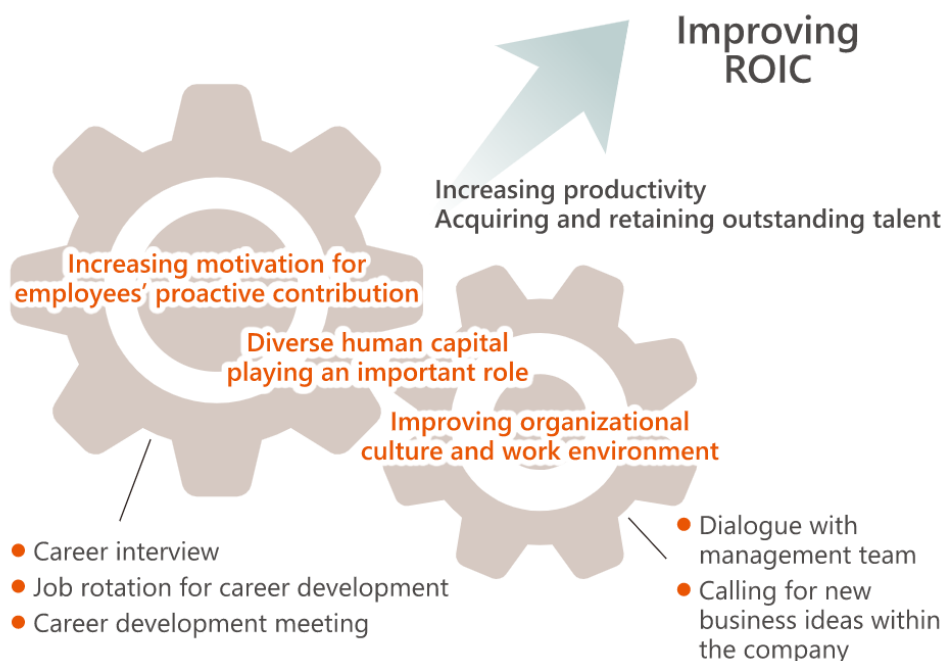 Improving
ROIC
Increasing productivity
Acquiring and retaining outstanding talent
Increasing motivation for
employees’ proactive contribution
Diverse human capital
playing an important role
Improving organizational
culture and work environment
● Career interview
● Job rotation for career development
● Career development meeting
● Dialogue with
management team
● Calling for new
business ideas within
the company